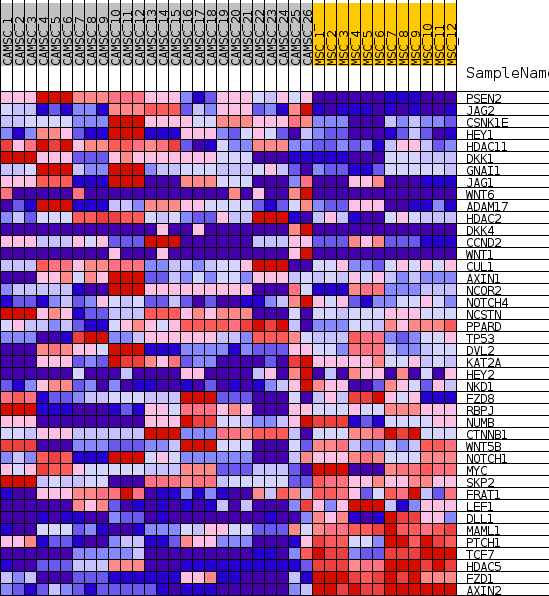 CAMSC_1
CAMSC_2
CAMSC_3
CAMSC_4
CAMSC_5
CAMSC_6
CAMSC_7
CAMSC_8
CAMSC_9
CAMSC_10
CAMSC_11
CAMSC_12
CAMSC_13
CAMSC_14
CAMSC_15
CAMSC_16
CAMSC_17
CAMSC_18
CAMSC_19
CAMSC_20
CAMSC_21
CAMSC_22
CAMSC_23
CAMSC_24
CAMSC_25
CAMSC_26
MSC_1
MSC_2
MSC_3
MSC_4
MSC_5
MSC_6
MSC_7
MSC_8
MSC_9
MSC_10
MSC_11
MSC_12
SampleName
PSEN2
JAG2
CSNK1E
HEY1
HDAC11
DKK1
GNAI1
JAG1
WNT6
ADAM17
HDAC2
DKK4
CCND2
WNT1
CUL1
AXIN1
NCOR2
NOTCH4
NCSTN
PPARD
TP53
DVL2
KAT2A
HEY2
NKD1
FZD8
RBPJ
NUMB
CTNNB1
WNT5B
NOTCH1
MYC
SKP2
FRAT1
LEF1
DLL1
MAML1
PTCH1
TCF7
HDAC5
FZD1
AXIN2